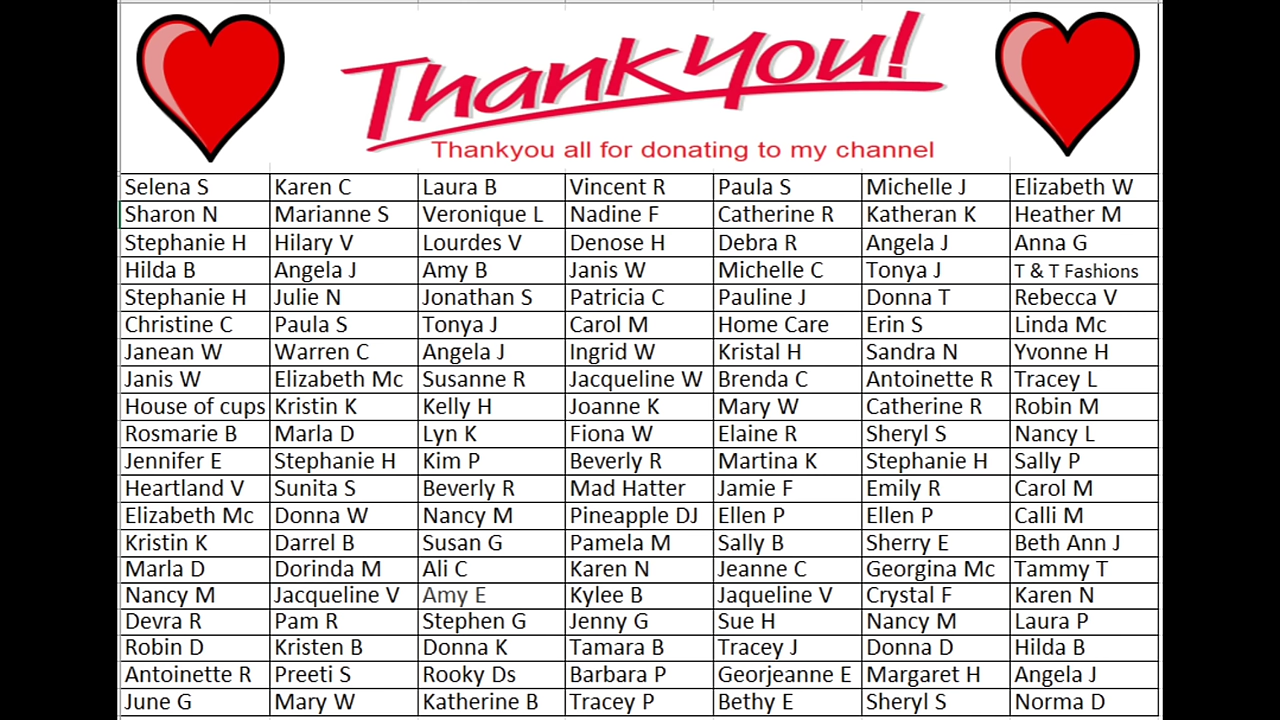 Thank You!
Thankyou all for donating to my channel
Selena S Karen C Laura B Vincent R Paula S Michelle J Elizabeth W
Sharon N Marianne S Veronique L Nadine F Catherine R Katheran K Heather M
Stephanie H Hilary V Lourdes V Denose H Debra R Angela J Anna G
Hilda B Angela J Amy B Janis W Michelle C Tonya J T & T Fashions
Stephanie H Julie N Jonathan S Patricia C Pauline J Donna T Rebecca V
Christine C Paula S Tonya J Carol M Home Care Erin S Linda Mc
Janean W Warren C Angela J Ingrid W Kristal H Sandra N Yvonne H
Janis W Elizabeth Mc Susanne R Jacqueline W Brenda C Antoinette R Tracey L
House of cups Kristin K Kelly H Joanne K Mary W Catherine R Robin M
Rosmarie B Marla D Lyn K Fiona W Elaine R Sheryl S Nancy L
Jennifer E Stephanie H Kim P Beverly R Martina K Stephanie H Sally P
Heartland V Sunita S Beverly R Mad Hatter Jamie F Emily R Carol M
Elizabeth Mc Donna W Nancy M Pineapple DJ Ellen P Ellen P Calli M
Kristin K Darrel B Susan G Pamela M Sally B Sherry E Beth Ann J
Marla D Dorinda M Ali C Karen N Jeanne C Georgina Mc Tammy T
Nancy M Jacqueline V Amy E Kylee B Jaqueline V Crystal F Karen N
Devra R Pam R Stephen G Jenny G Sue H Nancy M Laura P
Robin D Kristen B Donna K Tamara B Tracey J Donna D Hilda B
Antoinette R Preeti S Rooky Ds Barbara P Georjeanne E Margaret H Angela J
June G Mary W Katherine B Tracey P Bethy E Sheryl S Norma D